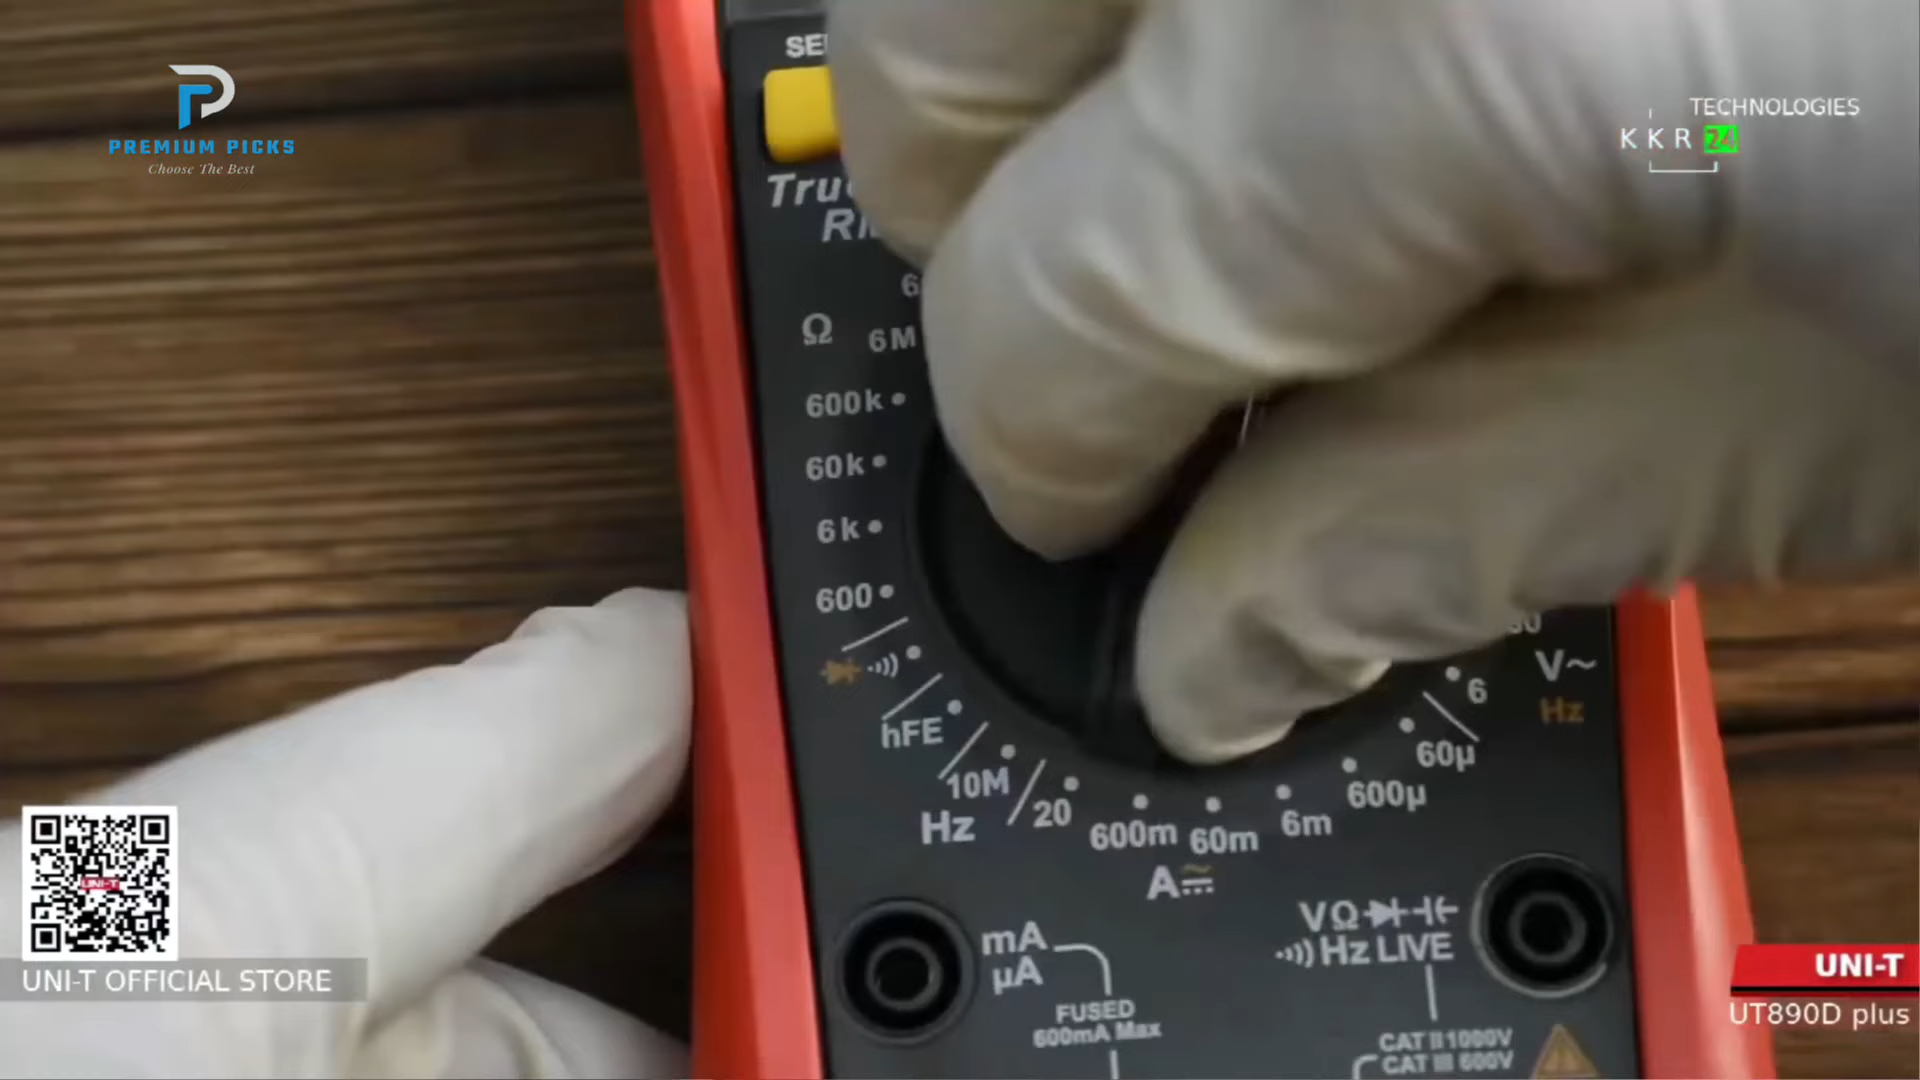 PREMIUM PICKS
Choose The Best
TECHNOLOGIES
KKR 24
Ω
6M
600k
60k
6k
600
hFE
10M
Hz
20
600m
60m
6m
600µ
60µ
6
V~
Hz
A
mA
µA
FUSED
600mA Max
VΩ
Hz LIVE
CAT II 1000V
CAT III 600V
UNI-T
UNI-T OFFICIAL STORE
UNI-T
UT890D plus